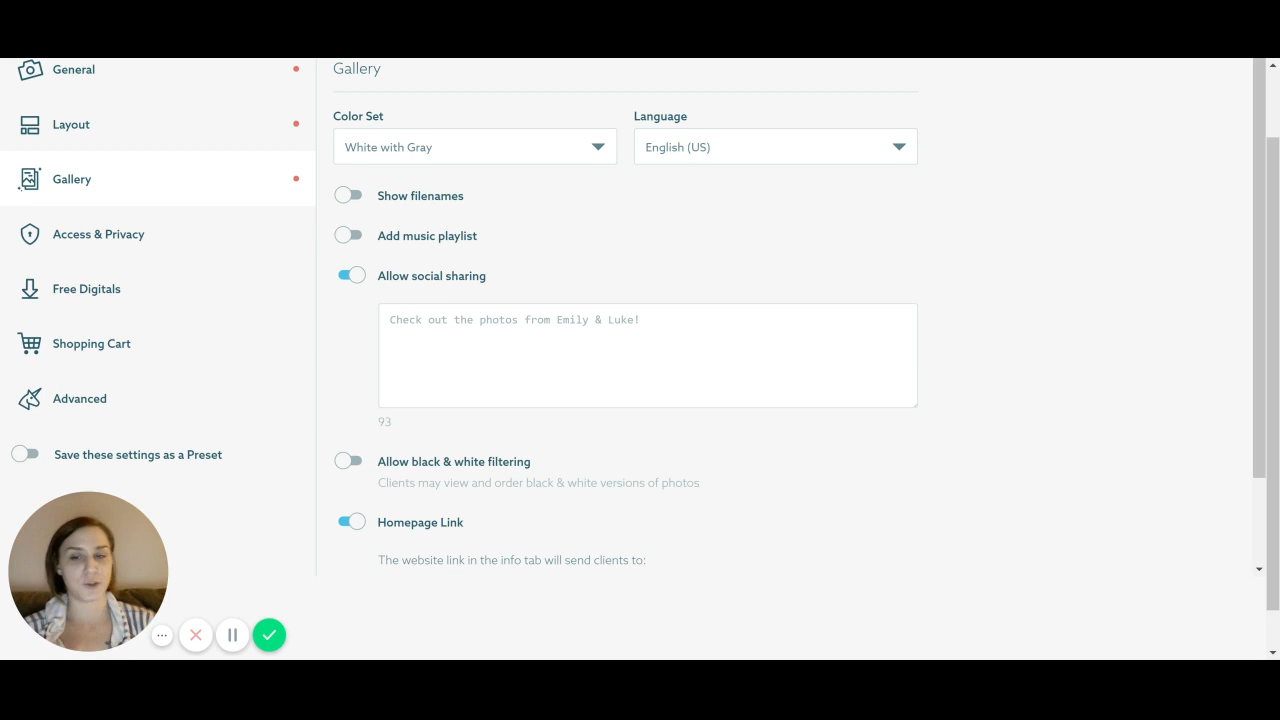 General
Layout
Gallery
Access & Privacy
Free Digitals
Shopping Cart
Advanced
Save these settings as a Preset
Gallery
Color Set
Language
White with Gray
English (US)
Show filenames
Add music playlist
Allow social sharing
Check out the photos from Emily & Luke!
93
Allow black & white filtering
Clients may view and order black & white versions of photos
Homepage Link
The website link in the info tab will send clients to: